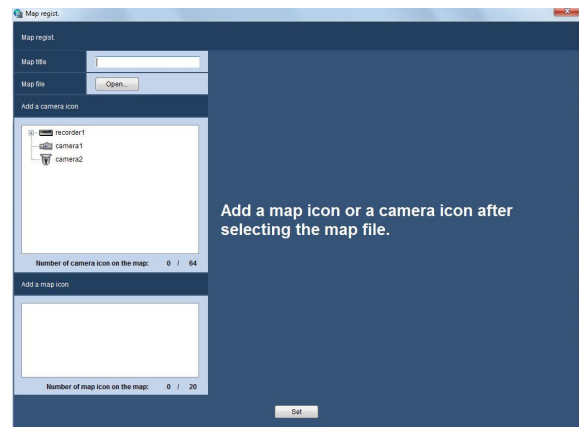 Map regist.
Map regist.
Map title
Map file
Open...
Add a camera icon
recorder1
camera1
camera2
Number of camera icon on the map: 0 / 64
Add a map icon
Number of map icon on the map: 0 / 20
Add a map icon or a camera icon after
selecting the map file.
Set